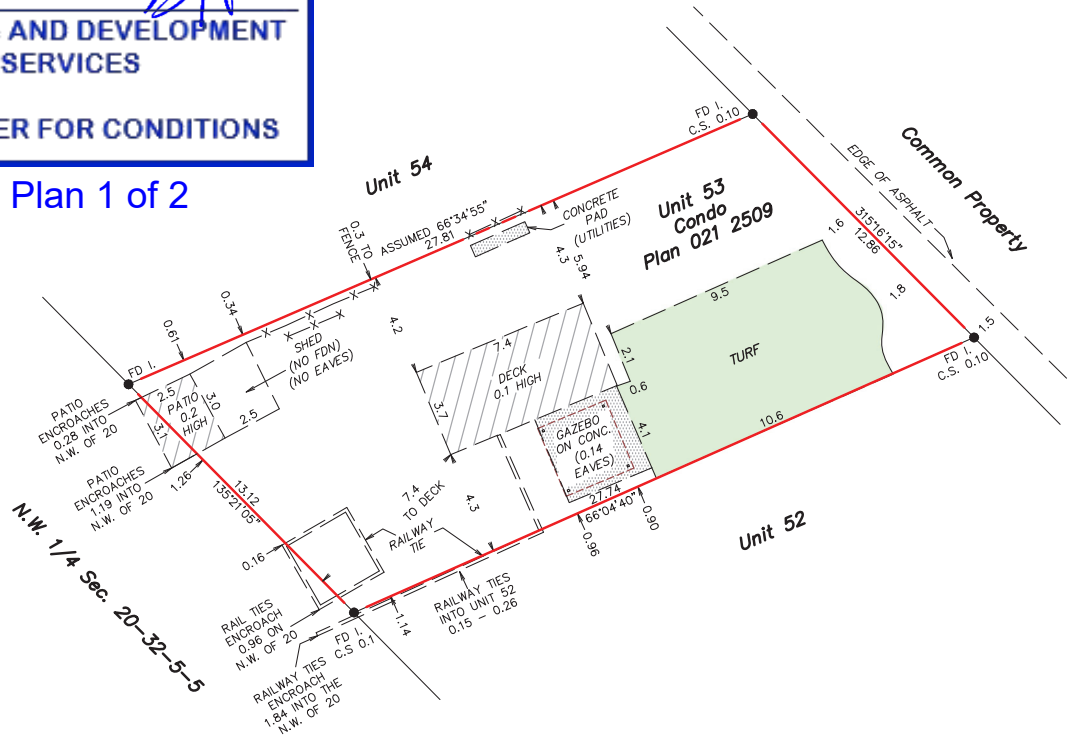 AND DEVELOPMENT
SERVICES
ER FOR CONDITIONS
Plan 1 of 2
Unit 54
FD I.
C.S. 0.10
Common Property
EDGE OF ASPHALT
315°16'15"
12.86
1.6
1.8
1.5
FD I.
C.S. 0.10
Unit 53
Condo
Plan 021 2509
CONCRETE
PAD
(UTILITIES)
ASSUMED 66°34'55"
27.81
0.3 TO
FENCE
0.34
0.61
FD I.
4.3
5.94
4.2
9.5
TURF
2.1
0.6
4.1
10.6
7.4
DECK
0.1 HIGH
3.7
GAZEBO
ON CONC.
(0.14
EAVES)
SHED
(NO FDN)
(NO EAVES)
2.5
2.5
PATIO
0.2
HIGH
3.0
3.1
PATIO
ENCROACHES
0.28 INTO
N.W. OF 20
PATIO
ENCROACHES
1.19 INTO
N.W. OF 20
1.26
13.12
135°21'05"
7.4
TO DECK
4.3
RAILWAY
TIE
27.74
66°04'40"
0.90
0.96
Unit 52
0.16
RAIL TIES
ENCROACH
0.96 ON
N.W. OF 20
RAILWAY TIES
INTO UNIT 52
0.15 - 0.26
1.14
FD I.
C.S 0.1
RAILWAY TIES
ENCROACH
1.84 INTO THE
N.W. OF 20
N.W. 1/4 Sec. 20-32-5-5